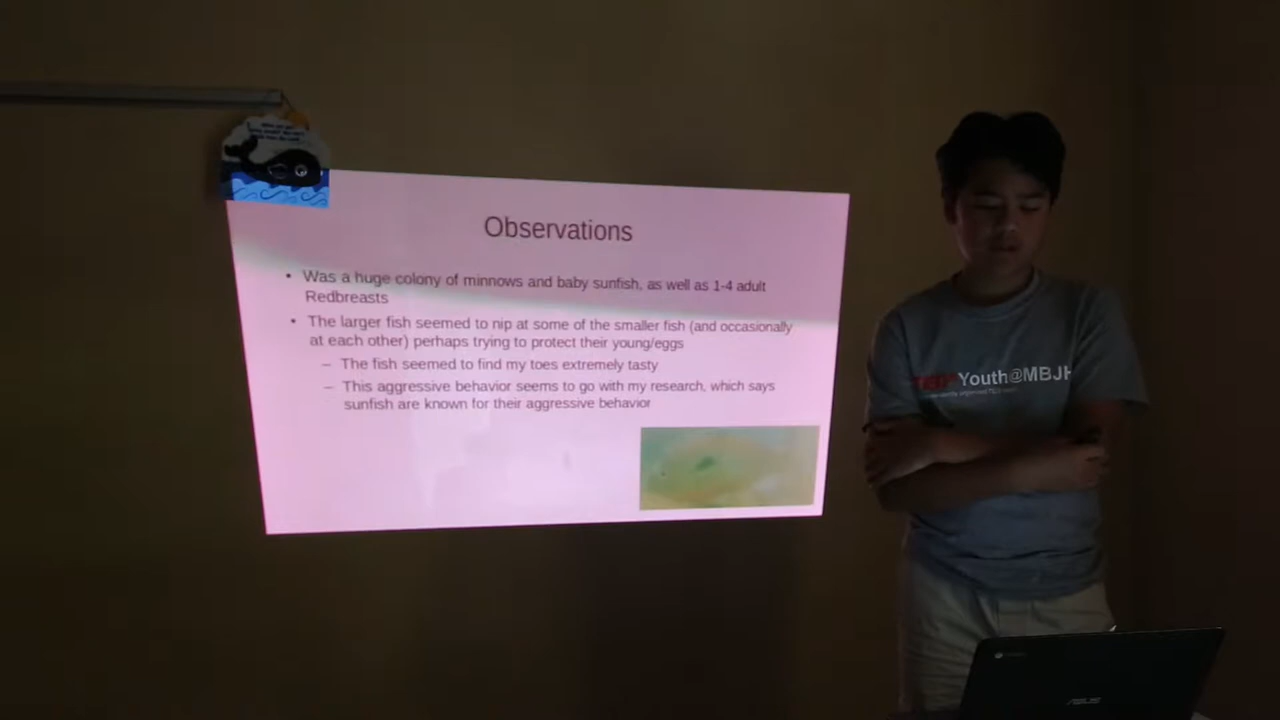 Observations
• Was a huge colony of minnows and baby sunfish, as well as 1-4 adult
Redbreasts
• The larger fish seemed to nip at some of the smaller fish (and occasionally
at each other) perhaps trying to protect their young/eggs
– The fish seemed to find my toes extremely tasty
– This aggressive behavior seems to go with my research, which says
sunfish are known for their aggressive behavior
Youth@MBJH